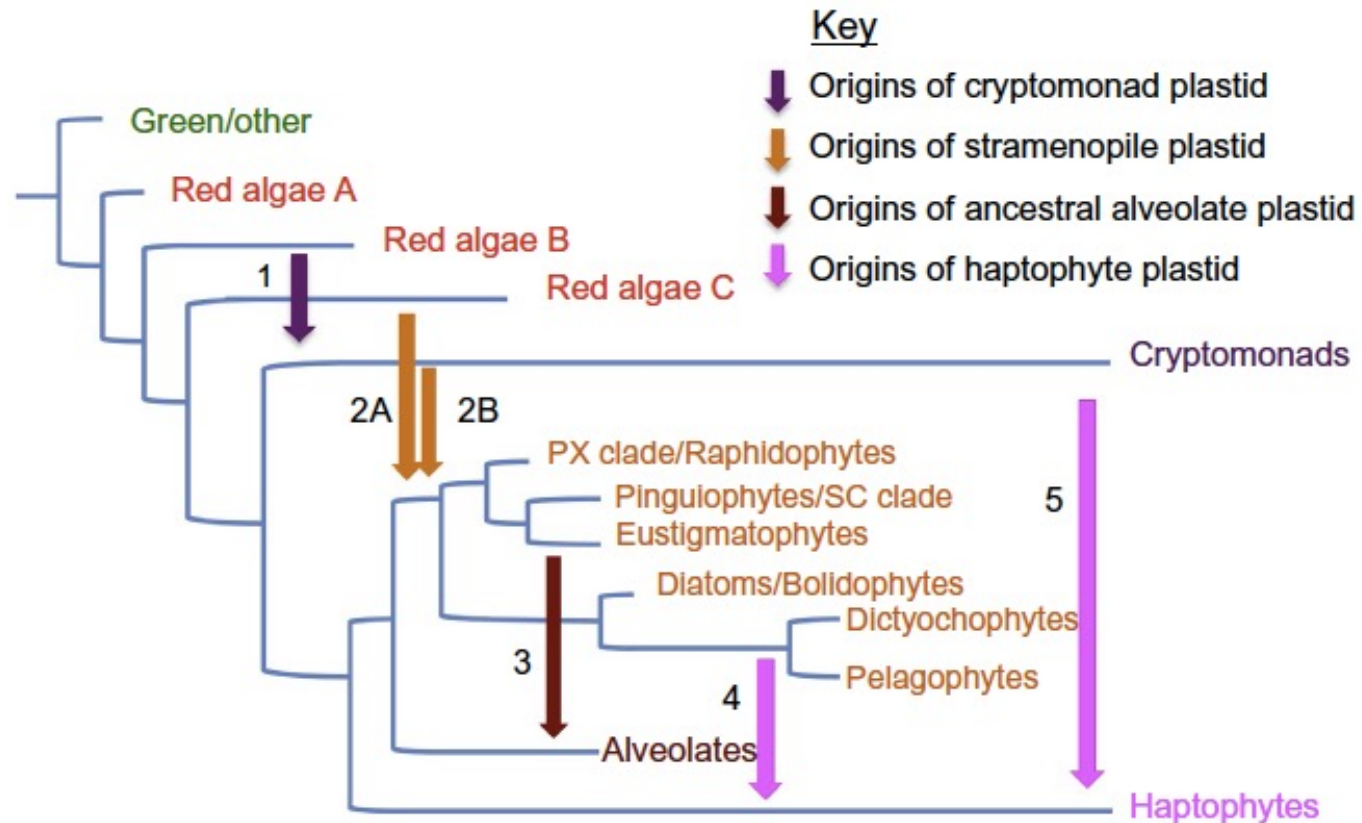 Key
Origins of cryptomonad plastid
Origins of stramenopile plastid
Origins of ancestral alveolate plastid
Origins of haptophyte plastid
Green/other
Red algae A
Red algae B
1
Red algae C
Cryptomonads
2A
2B
PX clade/Raphidophytes
Pinguiophytes/SC clade
5
Eustigmatophytes
Diatoms/Bolidophytes
Dictyochophytes
3
Pelagophytes
4
Alveolates
Haptophytes